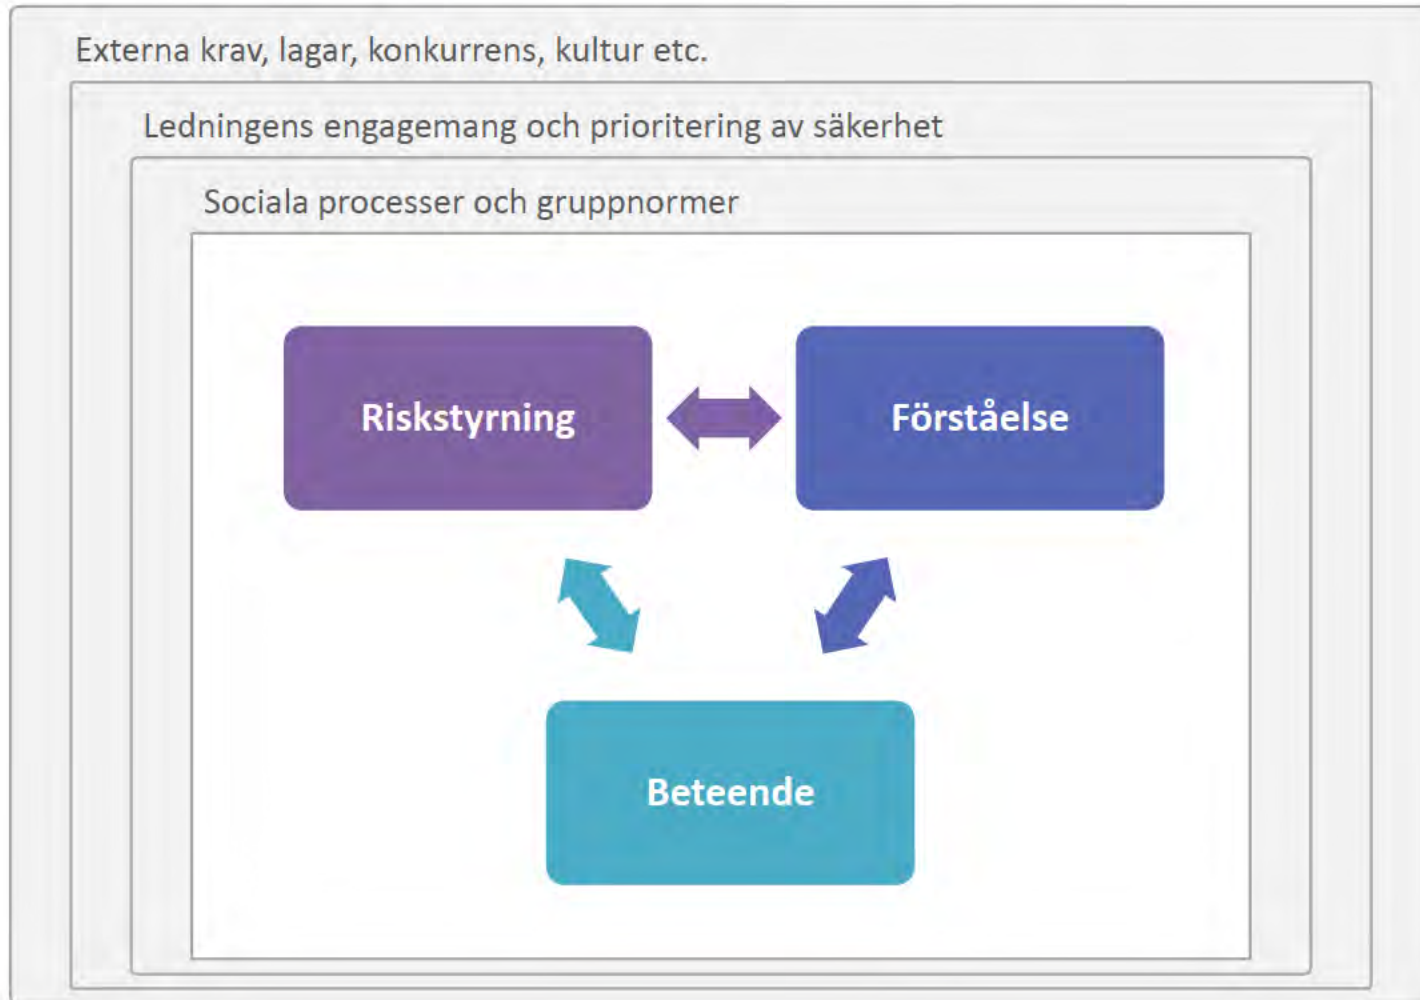 Externa krav, lagar, konkurrens, kultur etc.
Ledningens engagemang och prioritering av säkerhet
Sociala processer och gruppnormer
Riskstyrning
Förståelse
Beteende